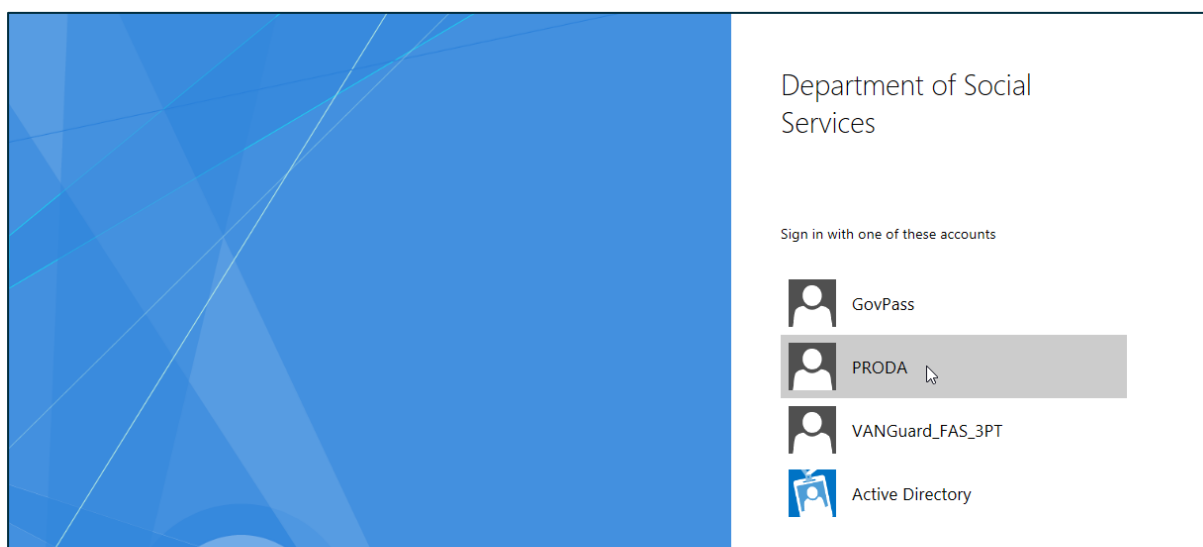 Department of Social
Services
Sign in with one of these accounts
GovPass
PRODA
VANGuard_FAS_3PT
Active Directory